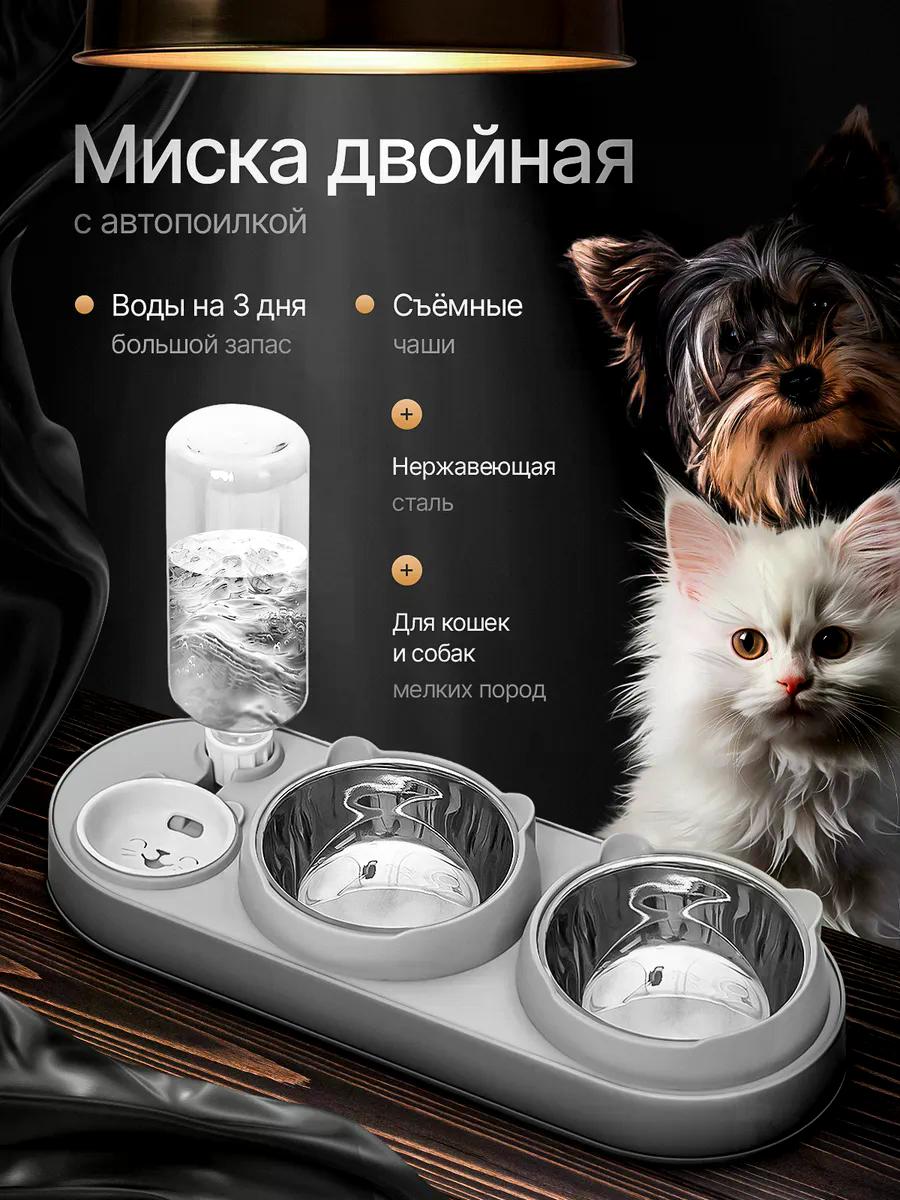 Миска двойная
с автопоилкой
Воды на 3 дня
большой запас
Съёмные
чаши
+
Нержавеющая
сталь
+
Для кошек
и собак
мелких пород